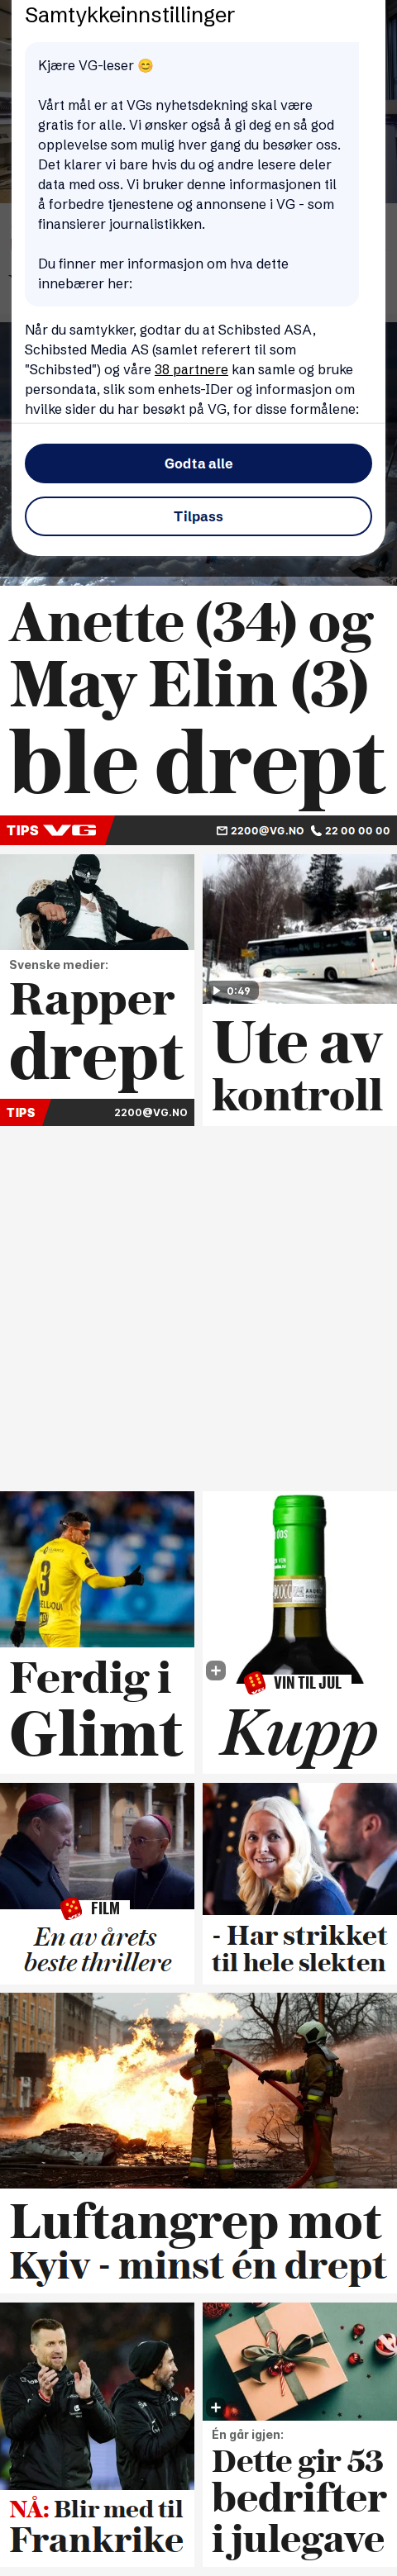 Samtykkeinnstillinger
Kjære VG-leser 😊
Vårt mål er at VGs nyhetsdekning skal være
gratis for alle. Vi ønsker også å gi deg en så god
opplevelse som mulig hver gang du besøker oss.
Det klarer vi bare hvis du og andre lesere deler
data med oss. Vi bruker denne informasjonen til
å forbedre tjenestene og annonsene i VG - som
finansierer journalistikken.
Du finner mer informasjon om hva dette
innebærer her:
Når du samtykker, godtar du at Schibsted ASA,
Schibsted Media AS (samlet referert til som
"Schibsted") og våre 38 partnere kan samle og bruke
persondata, slik som enhets-IDer og informasjon om
hvilke sider du har besøkt på VG, for disse formålene:
Godta alle
Tilpass
Anette (34) og
May Elin (3)
ble drept
TIPS VG 2200@VG.NO 22 00 00 00
Svenske medier:
Rapper
drept
TIPS 2200@VG.NO
0:49
Ute av
kontroll
Ferdig i
Glimt
VIN TIL JUL
Kupp
FILM
En av årets
beste thrillere
- Har strikket
til hele slekten
Luftangrep mot
Kyiv - minst én drept
NÅ: Blir med til
Frankrike
Én går igjen:
Dette gir 53
bedrifter
i julegave